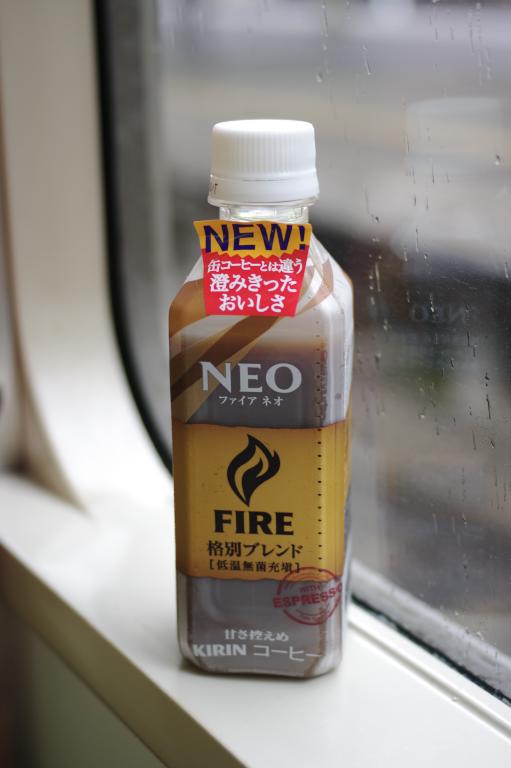 NEW!
缶コーヒーとは違う
澄みきった
おいしさ
NEO
ファイア ネオ
FIRE
格別ブレンド
[低温無菌充塡]
WITH
ESPRESSO
甘さ控えめ
KIRIN コーヒー